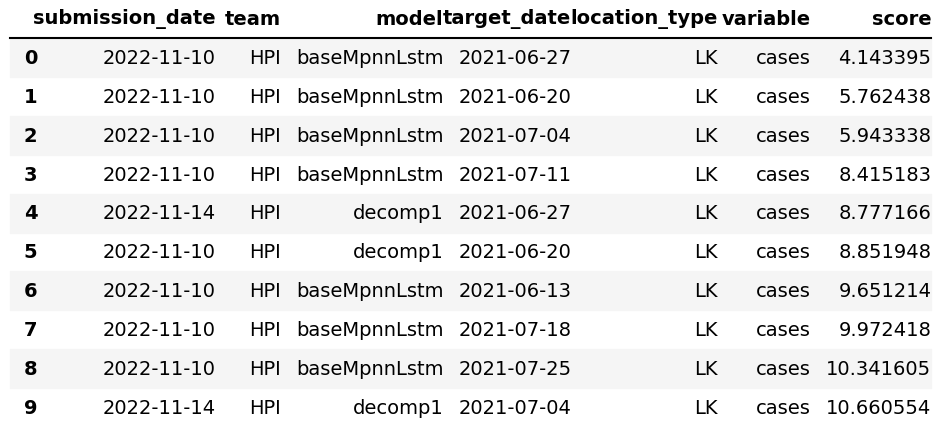 submission_date team model target_date location_type variable score
0 2022-11-10 HPI baseMpnnLstm 2021-06-27 LK cases 4.143395
1 2022-11-10 HPI baseMpnnLstm 2021-06-20 LK cases 5.762438
2 2022-11-10 HPI baseMpnnLstm 2021-07-04 LK cases 5.943338
3 2022-11-10 HPI baseMpnnLstm 2021-07-11 LK cases 8.415183
4 2022-11-14 HPI decomp1 2021-06-27 LK cases 8.777166
5 2022-11-10 HPI decomp1 2021-06-20 LK cases 8.851948
6 2022-11-10 HPI baseMpnnLstm 2021-06-13 LK cases 9.651214
7 2022-11-10 HPI baseMpnnLstm 2021-07-18 LK cases 9.972418
8 2022-11-10 HPI baseMpnnLstm 2021-07-25 LK cases 10.341605
9 2022-11-14 HPI decomp1 2021-07-04 LK cases 10.660554